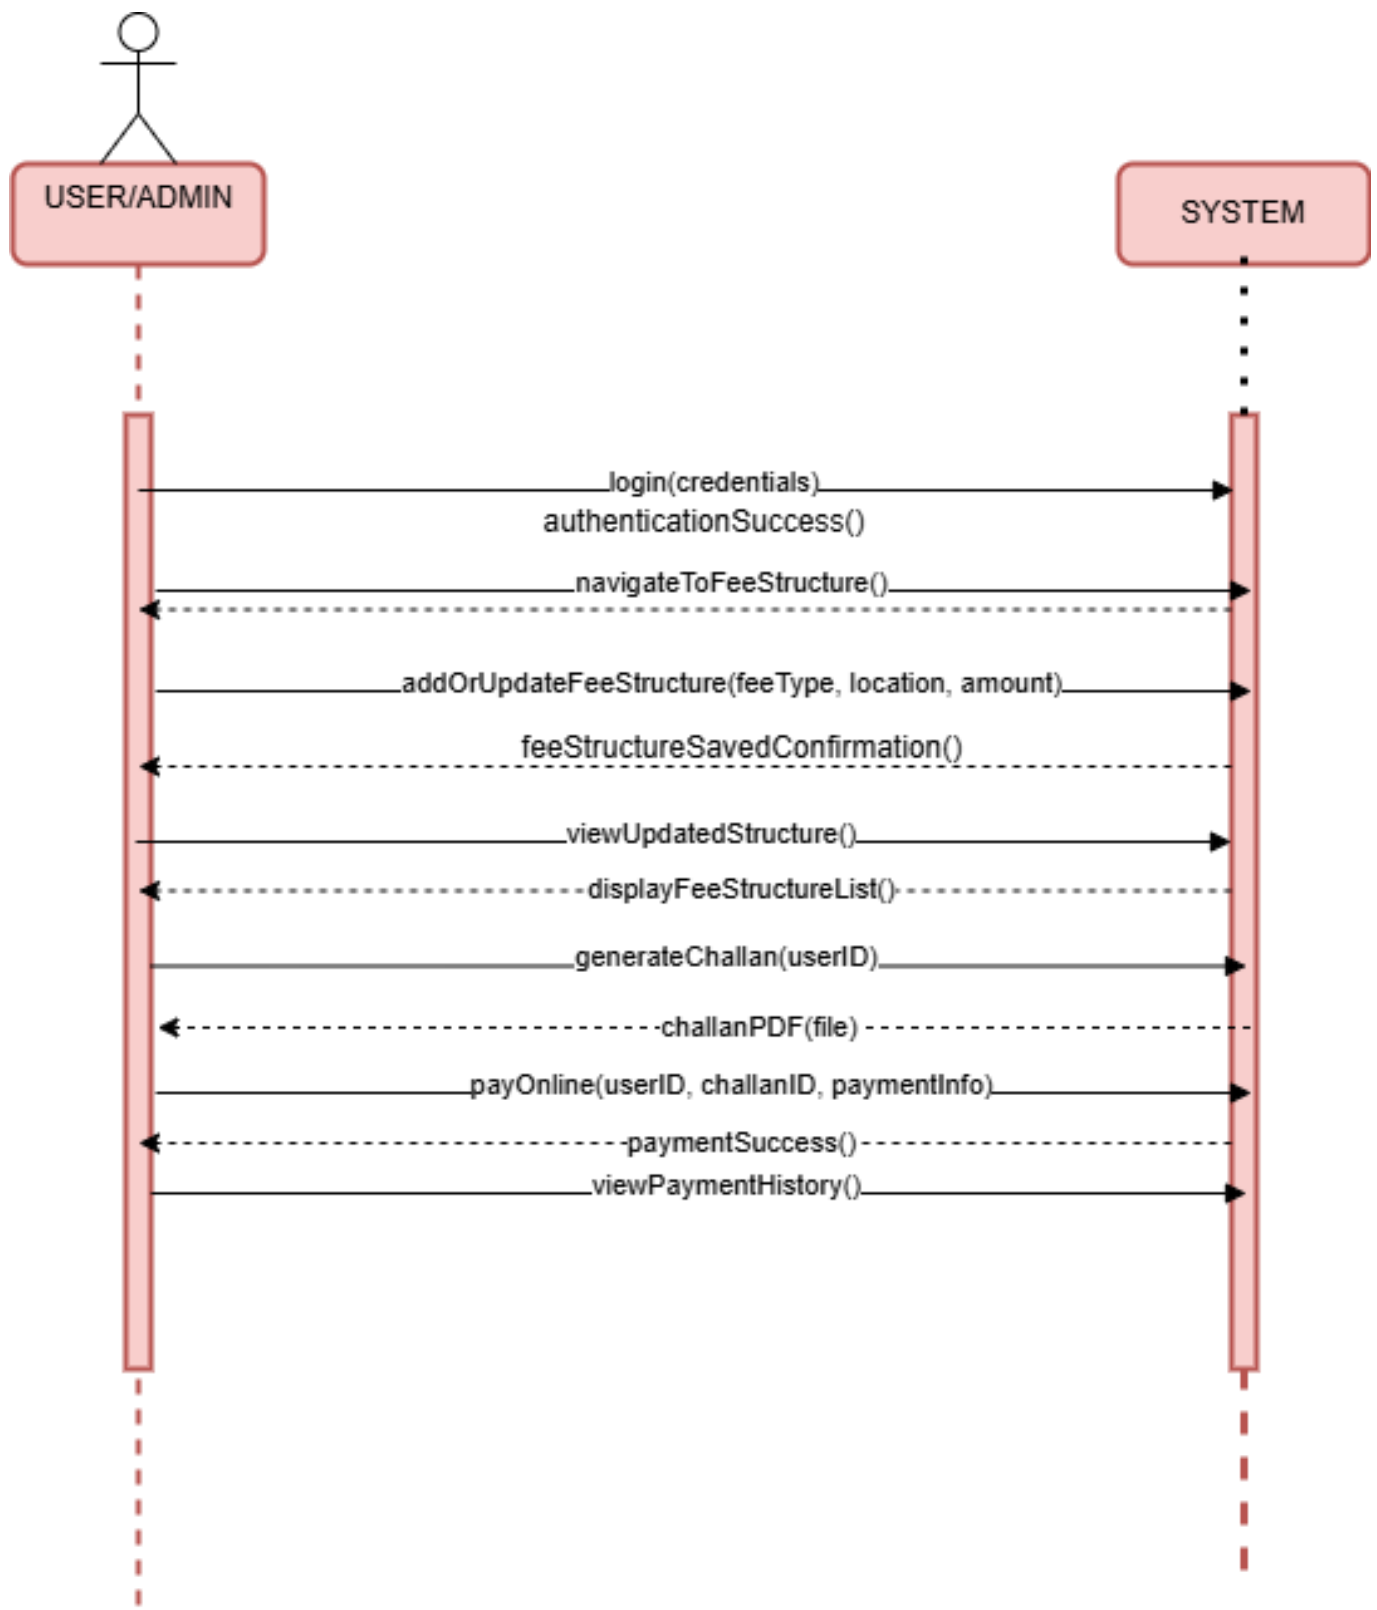 USER/ADMIN
SYSTEM
login(credentials)
authenticationSuccess()
navigateToFeeStructure()
addOrUpdateFeeStructure(feeType, location, amount)
feeStructureSavedConfirmation()
viewUpdatedStructure()
displayFeeStructureList()
generateChallan(userID)
challanPDF(file)
payOnline(userID, challanID, paymentInfo)
paymentSuccess()
viewPaymentHistory()